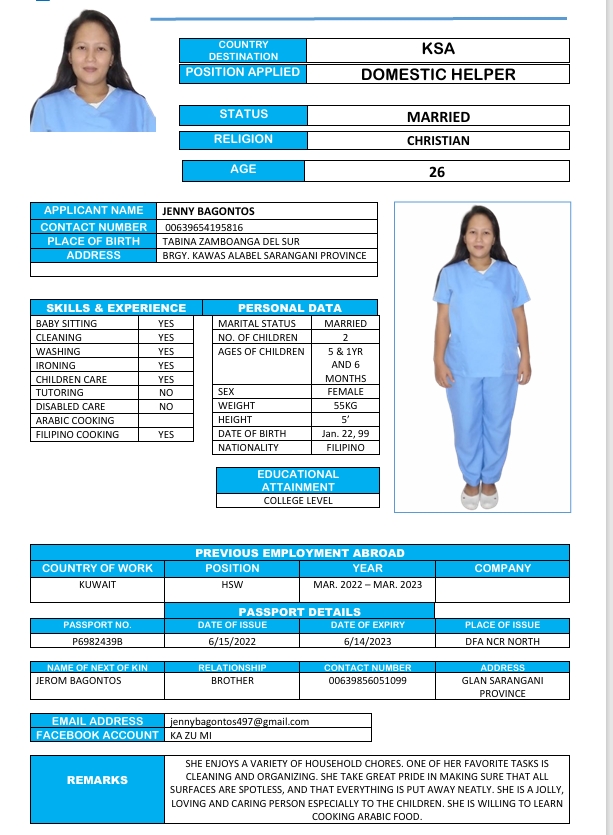 COUNTRY DESTINATION KSA
POSITION APPLIED DOMESTIC HELPER
STATUS MARRIED
RELIGION CHRISTIAN
AGE 26
APPLICANT NAME JENNY BAGONTOS
CONTACT NUMBER 00639654195816
PLACE OF BIRTH TABINA ZAMBOANGA DEL SUR
ADDRESS BRGY. KAWAS ALABEL SARANGANI PROVINCE
SKILLS & EXPERIENCE
BABY SITTING YES
CLEANING YES
WASHING YES
IRONING YES
CHILDREN CARE YES
TUTORING NO
DISABLED CARE NO
ARABIC COOKING
FILIPINO COOKING YES
PERSONAL DATA
MARITAL STATUS MARRIED
NO. OF CHILDREN 2
AGES OF CHILDREN 5 & 1YR
AND 6
MONTHS
SEX FEMALE
WEIGHT 55KG
HEIGHT 5’
DATE OF BIRTH Jan. 22, 99
NATIONALITY FILIPINO
EDUCATIONAL
ATTAINMENT
COLLEGE LEVEL
PREVIOUS EMPLOYMENT ABROAD
COUNTRY OF WORK POSITION YEAR COMPANY
KUWAIT HSW MAR. 2022 – MAR. 2023
PASSPORT DETAILS
PASSPORT NO. DATE OF ISSUE DATE OF EXPIRY PLACE OF ISSUE
P6982439B 6/15/2022 6/14/2023 DFA NCR NORTH
NAME OF NEXT OF KIN RELATIONSHIP CONTACT NUMBER ADDRESS
JEROM BAGONTOS BROTHER 00639856051099 GLAN SARANGANI
PROVINCE
EMAIL ADDRESS jennybagontos497@gmail.com
FACEBOOK ACCOUNT KA ZU MI
REMARKS
SHE ENJOYS A VARIETY OF HOUSEHOLD CHORES. ONE OF HER FAVORITE TASKS IS
CLEANING AND ORGANIZING. SHE TAKE GREAT PRIDE IN MAKING SURE THAT ALL
SURFACES ARE SPOTLESS, AND THAT EVERYTHING IS PUT AWAY NEATLY. SHE IS A JOLLY,
LOVING AND CARING PERSON ESPECIALLY TO THE CHILDREN. SHE IS WILLING TO LEARN
COOKING ARABIC FOOD.